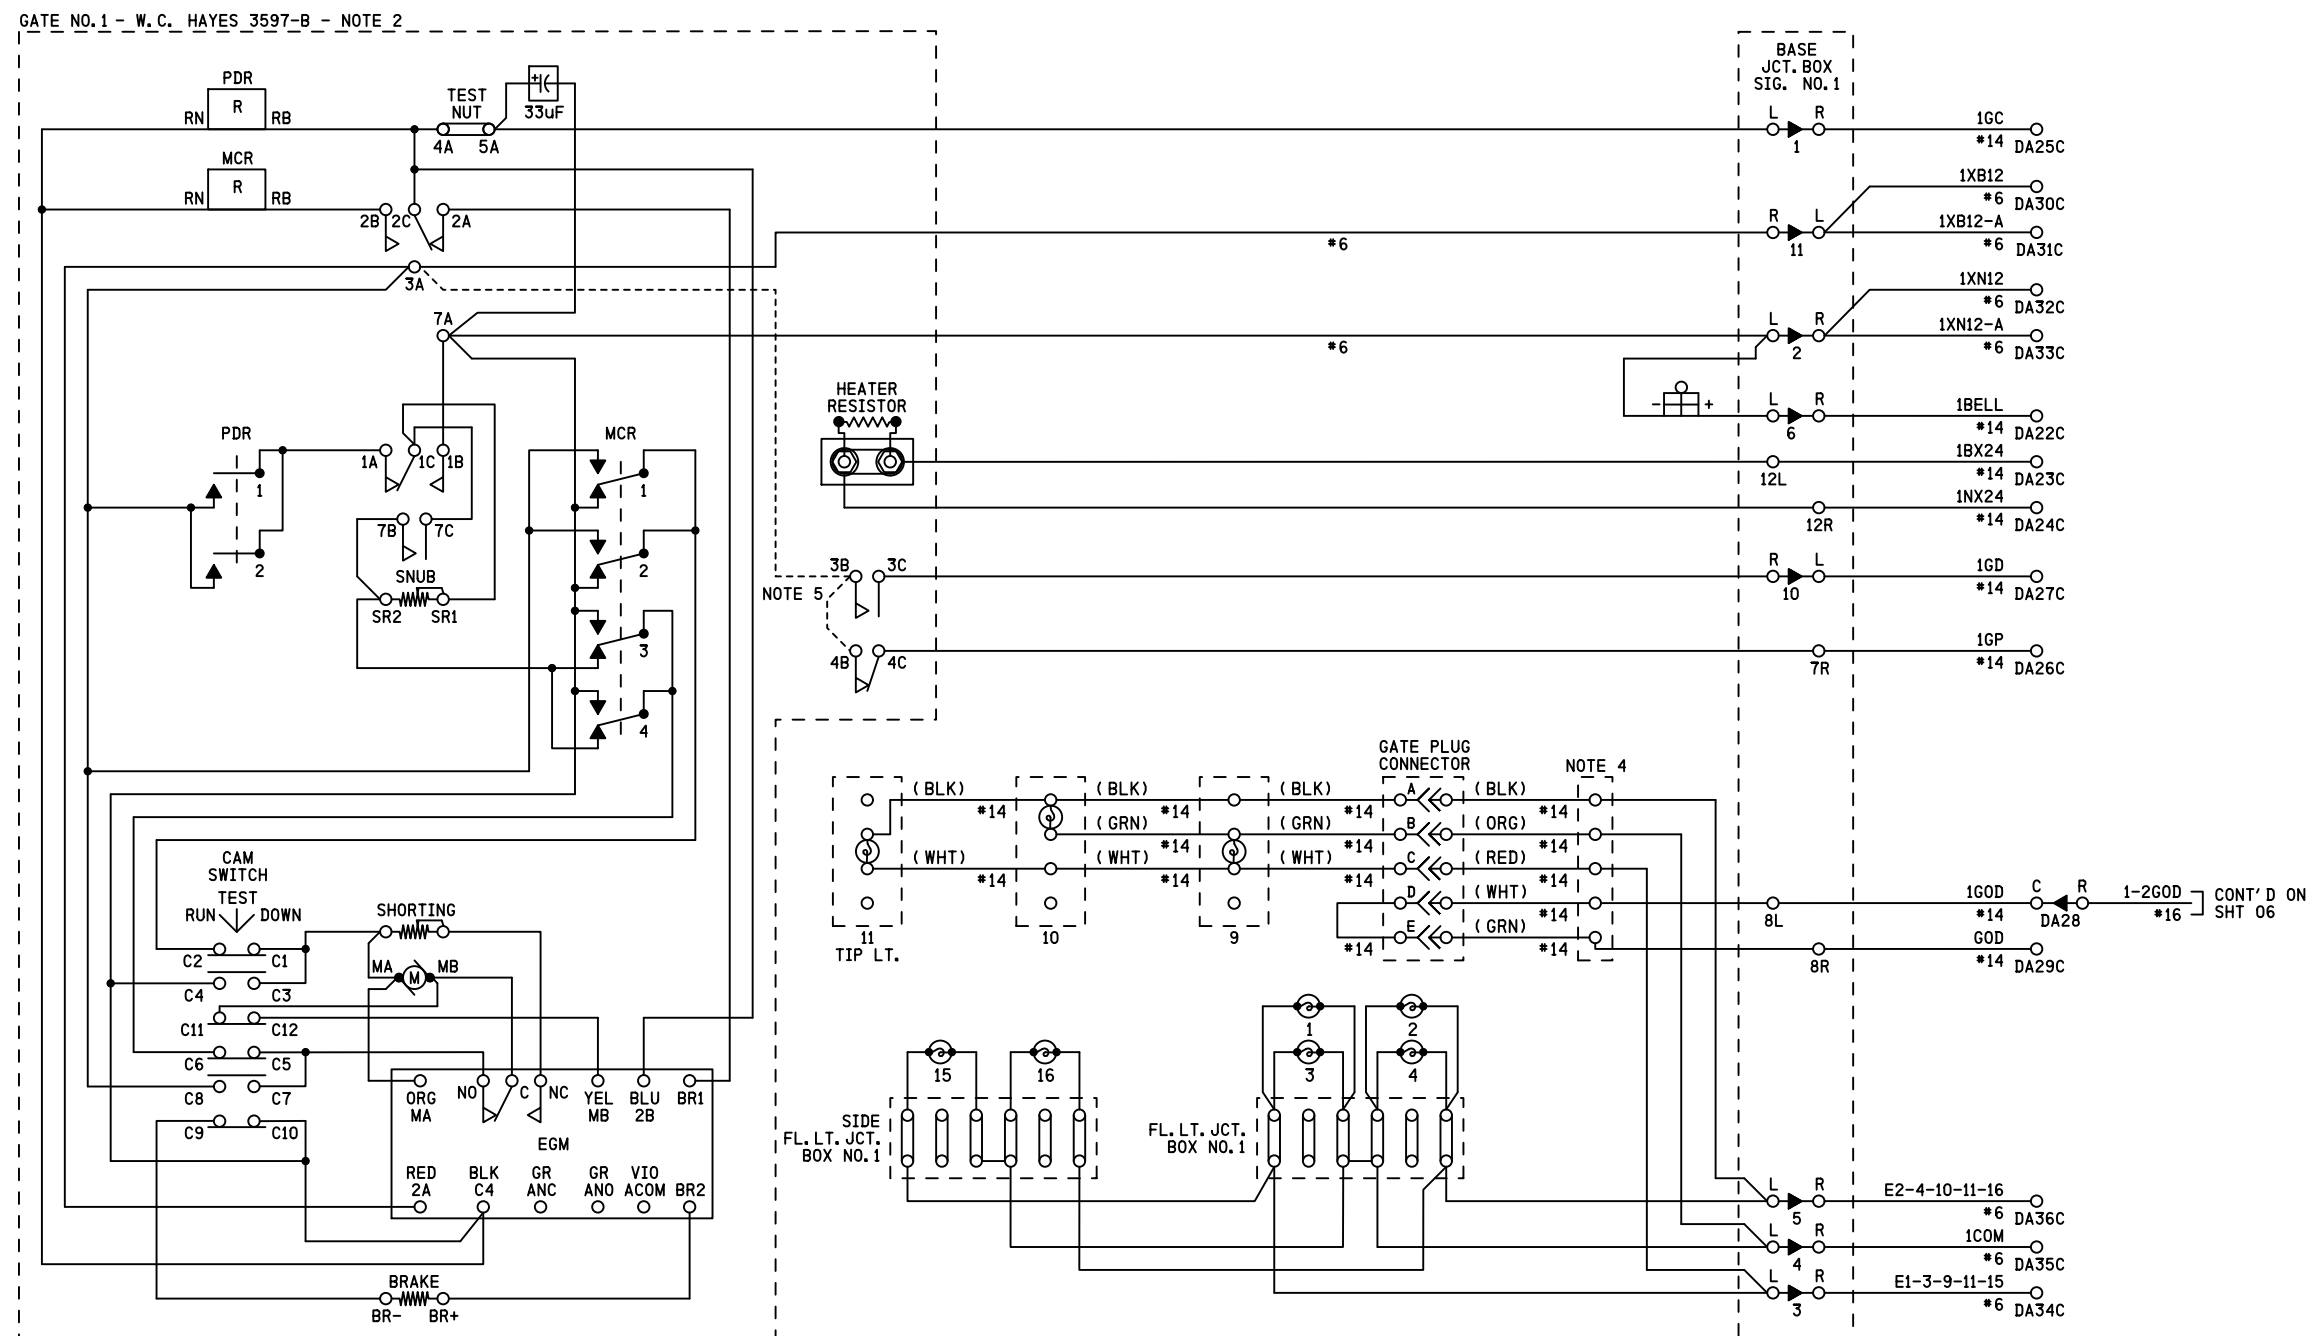 GATE NO.1 - W.C. HAYES 3597-B - NOTE 2
BASE
JCT.BOX
SIG. NO.1
PDR
R
RN
RB
TEST
NUT
4A
5A
+
33uF
L
R
1
1GC
#14
DA25C
MCR
R
RN
RB
2B
2C
2A
1XB12
#6
DA30C
#6
R
L
11
1XB12-A
#6
DA31C
3A
1XN12
#6
DA32C
7A
#6
L
R
2
1XN12-A
#6
DA33C
HEATER
RESISTOR
-
+
L
R
6
1BELL
#14
DA22C
PDR
1
2
1A
1C
1B
MCR
1
2
3
4
12L
1BX24
#14
DA23C
12R
1NX24
#14
DA24C
7B
7C
SNUB
SR2
SR1
NOTE 5
3B
3C
R
L
10
1GD
#14
DA27C
4B
4C
7R
1GP
#14
DA26C
GATE PLUG
CONNECTOR
NOTE 4
(BLK)
#14
(BLK)
#14
(BLK)
#14
A
(BLK)
#14
(GRN)
#14
(GRN)
#14
B
(ORG)
#14
(WHT)
#14
(WHT)
#14
(WHT)
#14
C
(RED)
#14
D
(WHT)
#14
#14
E
(GRN)
#14
11
TIP LT.
10
9
8L
1GOD
#14
C
R
DA28
1-2GOD
#16
CONT'D ON
SHT 06
8R
GOD
#14
DA29C
CAM
SWITCH
TEST
RUN
DOWN
C2
C1
C4
C3
C11
C12
C6
C5
C8
C7
C9
C10
SHORTING
MA
M
MB
ORG
MA
NO
C
NC
YEL
MB
BLU
2B
BR1
EGM
RED
2A
BLK
C4
GR
ANC
GR
ANO
VIO
ACOM
BR2
BRAKE
BR-
BR+
15
16
SIDE
FL.LT.JCT.
BOX NO.1
1
2
3
4
FL.LT.JCT.
BOX NO.1
L
R
5
E2-4-10-11-16
#6
DA36C
L
R
4
1COM
#6
DA35C
L
R
3
E1-3-9-11-15
#6
DA34C